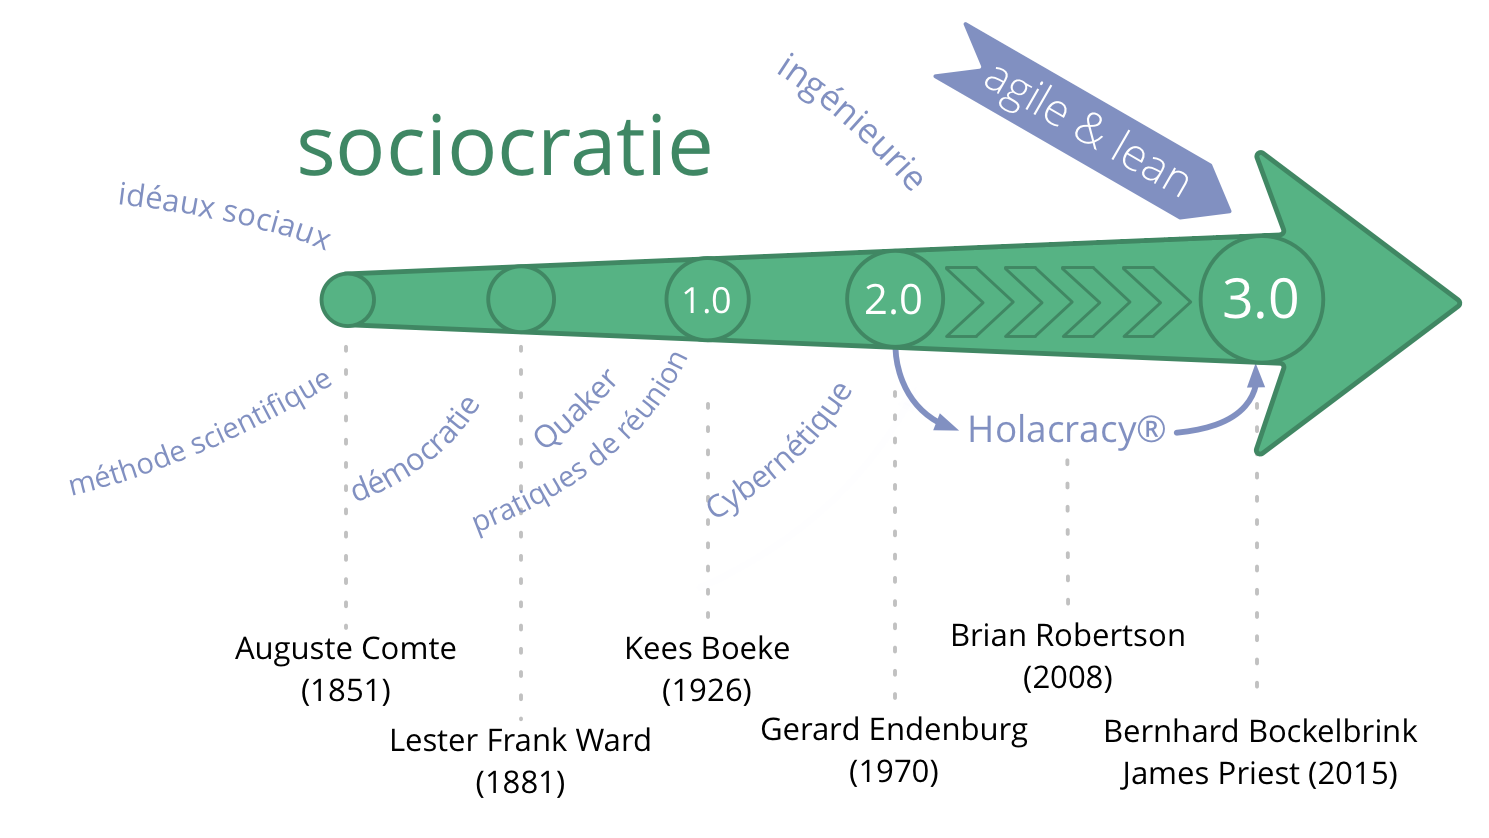 ingénieurie
agile & lean
sociocratie
idéaux sociaux
1.0
2.0
3.0
méthode scientifique
démocratie
Quaker
pratiques de réunion
Cybernétique
Holacracy®
Auguste Comte
(1851)
Lester Frank Ward
(1881)
Kees Boeke
(1926)
Gerard Endenburg
(1970)
Brian Robertson
(2008)
Bernhard Bockelbrink
James Priest (2015)